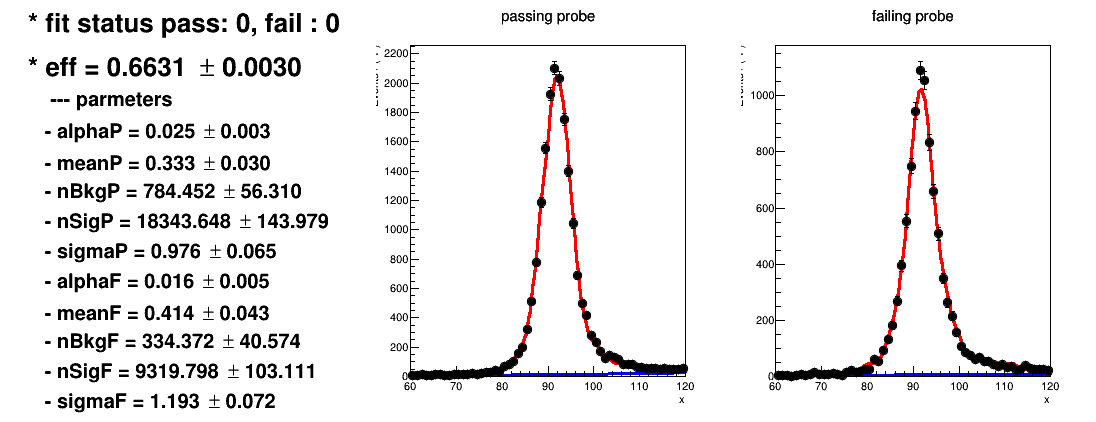 * fit status pass: 0, fail : 0
* eff = 0.6631 ± 0.0030
--- parmeters
- alphaP = 0.025 ± 0.003
- meanP = 0.333 ± 0.030
- nBkgP = 784.452 ± 56.310
- nSigP = 18343.648 ± 143.979
- sigmaP = 0.976 ± 0.065
- alphaF = 0.016 ± 0.005
- meanF = 0.414 ± 0.043
- nBkgF = 334.372 ± 40.574
- nSigF = 9319.798 ± 103.111
- sigmaF = 1.193 ± 0.072
passing probe
2200
2000
1800
1600
1400
1200
1000
800
600
400
200
0
60 70 80 90 100 110 120
x
failing probe
1000
800
600
400
200
0
60 70 80 90 100 110 120
x